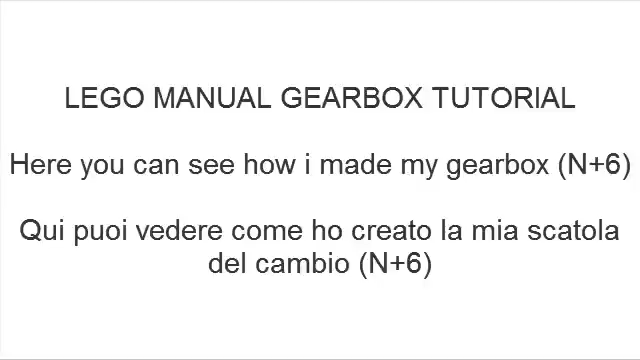 LEGO MANUAL GEARBOX TUTORIAL
Here you can see how i made my gearbox (N+6)
Qui puoi vedere come ho creato la mia scatola
del cambio (N+6)